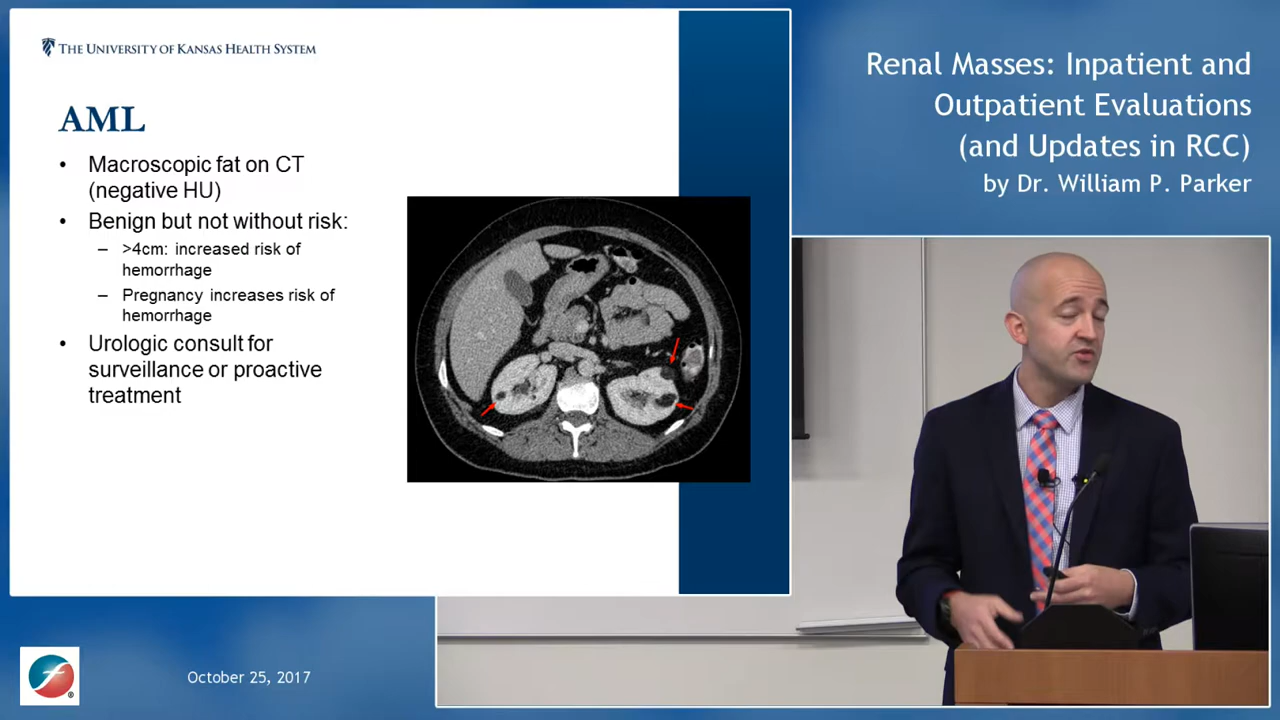 THE UNIVERSITY OF KANSAS HEALTH SYSTEM
AML
• Macroscopic fat on CT
(negative HU)
• Benign but not without risk:
– >4cm: increased risk of
hemorrhage
– Pregnancy increases risk of
hemorrhage
• Urologic consult for
surveillance or proactive
treatment
Renal Masses: Inpatient and
Outpatient Evaluations
(and Updates in RCC)
by Dr. William P. Parker
®
October 25, 2017